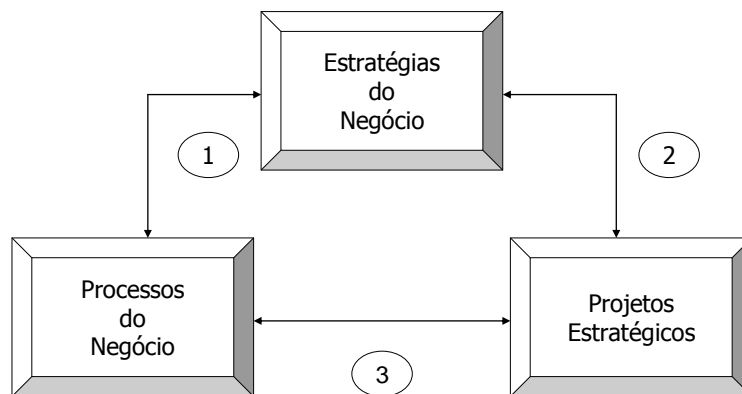 Estratégias
do
Negócio
1
2
Processos
do
Negócio
Projetos
Estratégicos
3